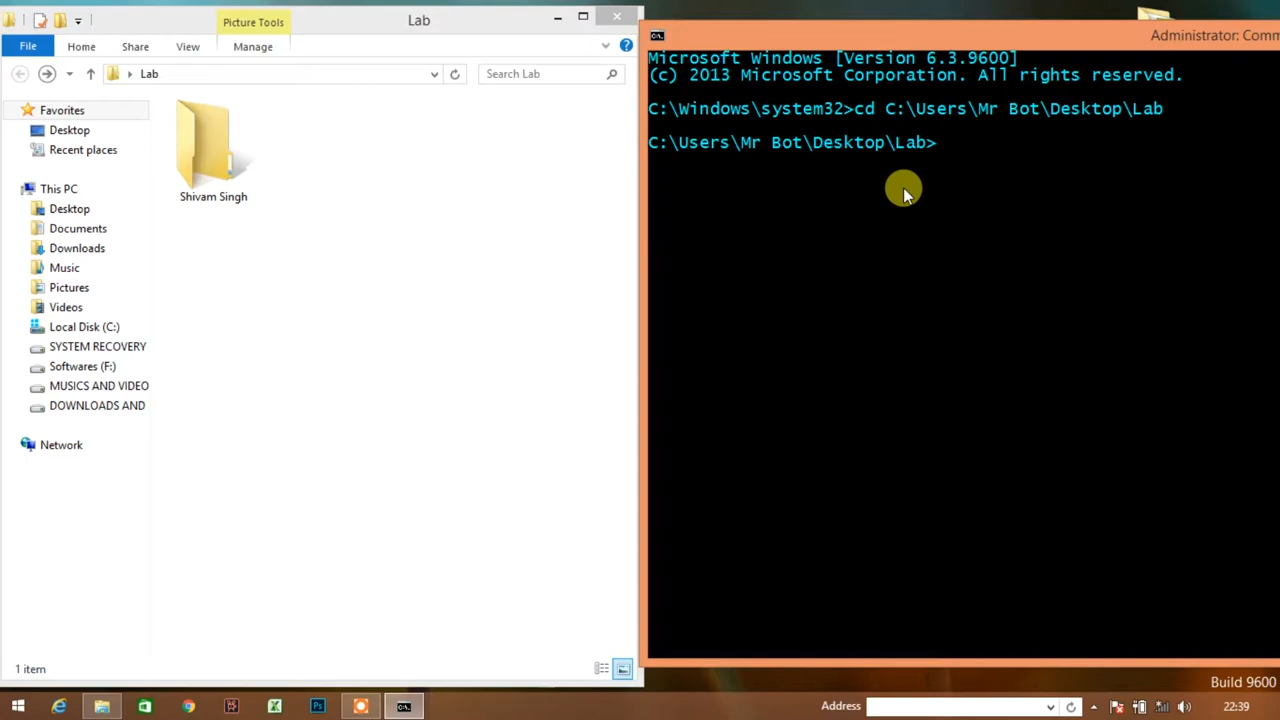 Picture Tools
Lab
File
Home
Share
View
Manage
Lab
Search Lab
Favorites
Desktop
Recent places
This PC
Desktop
Documents
Downloads
Music
Pictures
Videos
Local Disk (C:)
SYSTEM RECOVERY
Softwares (F:)
MUSICS AND VIDEO
DOWNLOADS AND
Network
Shivam Singh
1 item
Administrator: Comm
Microsoft Windows [Version 6.3.9600]
(c) 2013 Microsoft Corporation. All rights reserved.
C:\Windows\system32>cd C:\Users\Mr Bot\Desktop\Lab
C:\Users\Mr Bot\Desktop\Lab>
Build 9600
Address
22:39